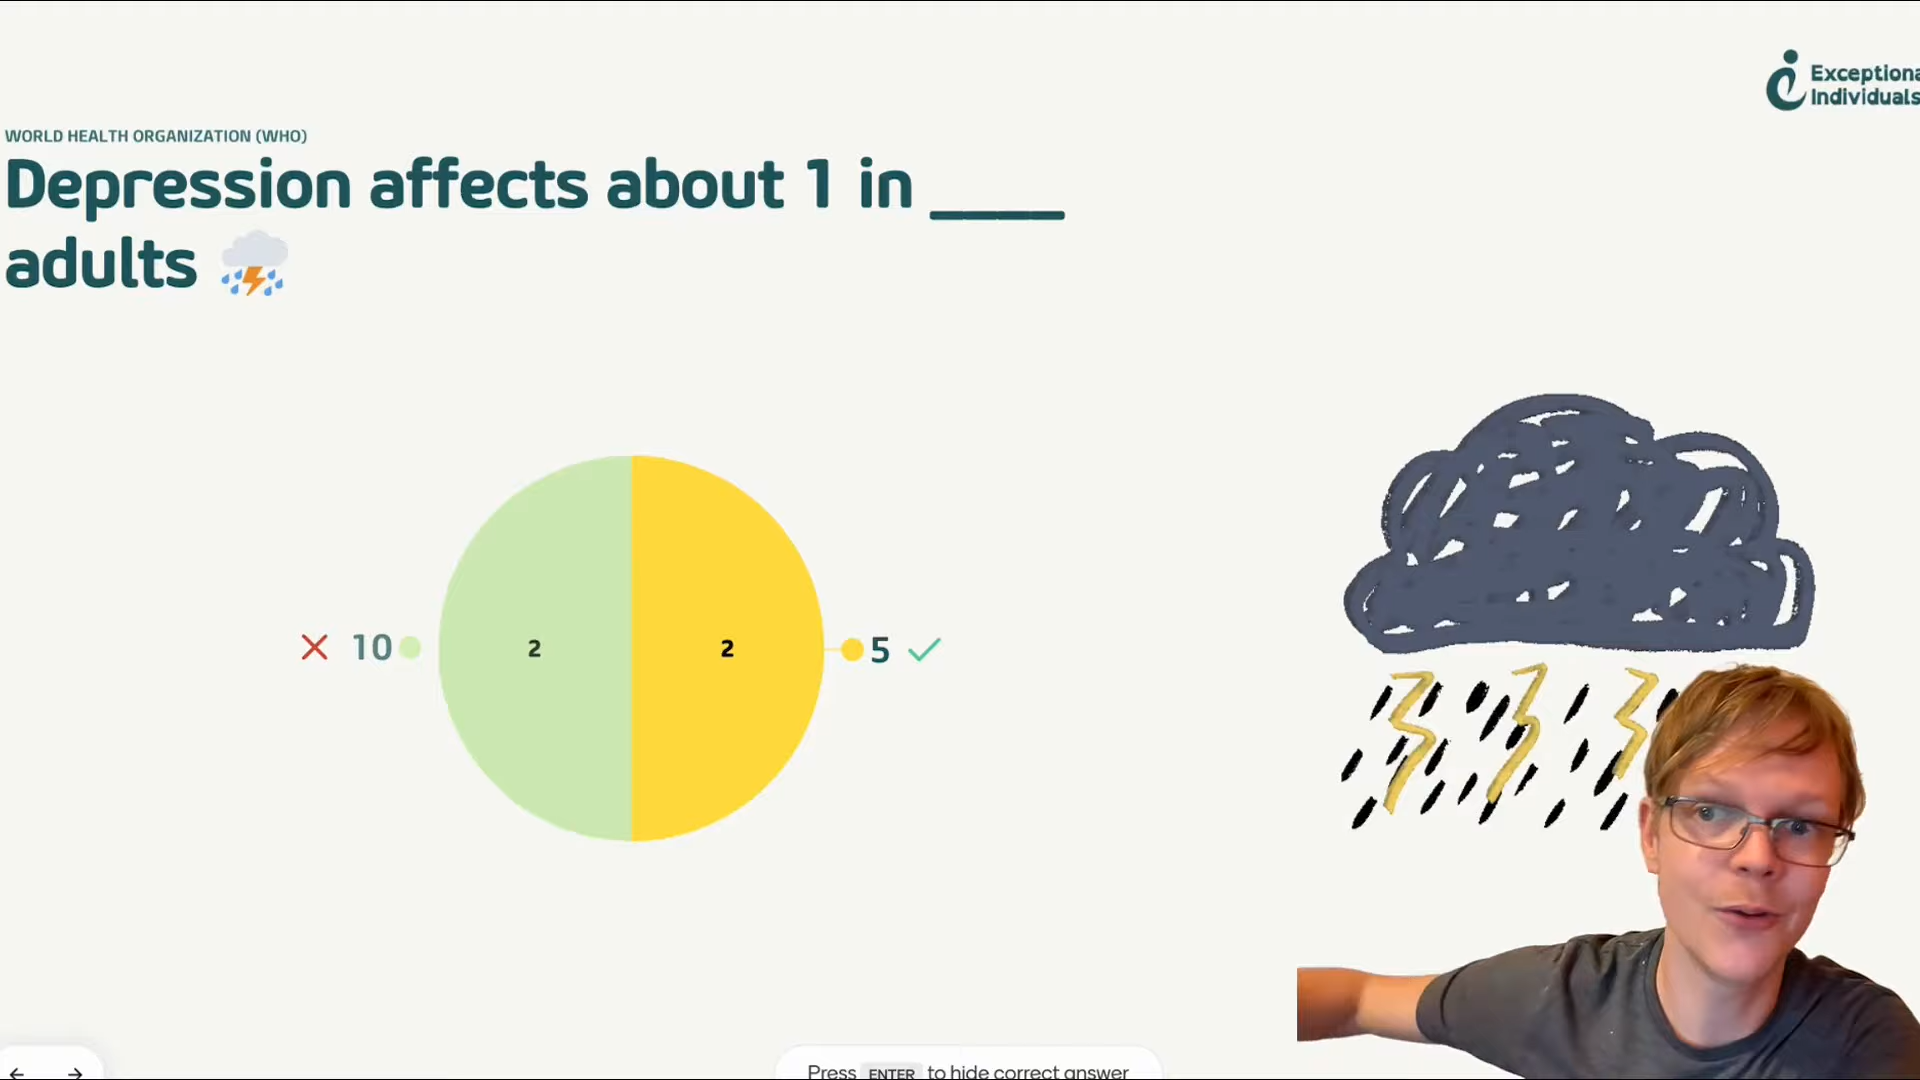 Exceptiona
Individuals
WORLD HEALTH ORGANIZATION (WHO)
Depression affects about 1 in ____
adults
10
2
2
5
Press ENTER to hide correct answer